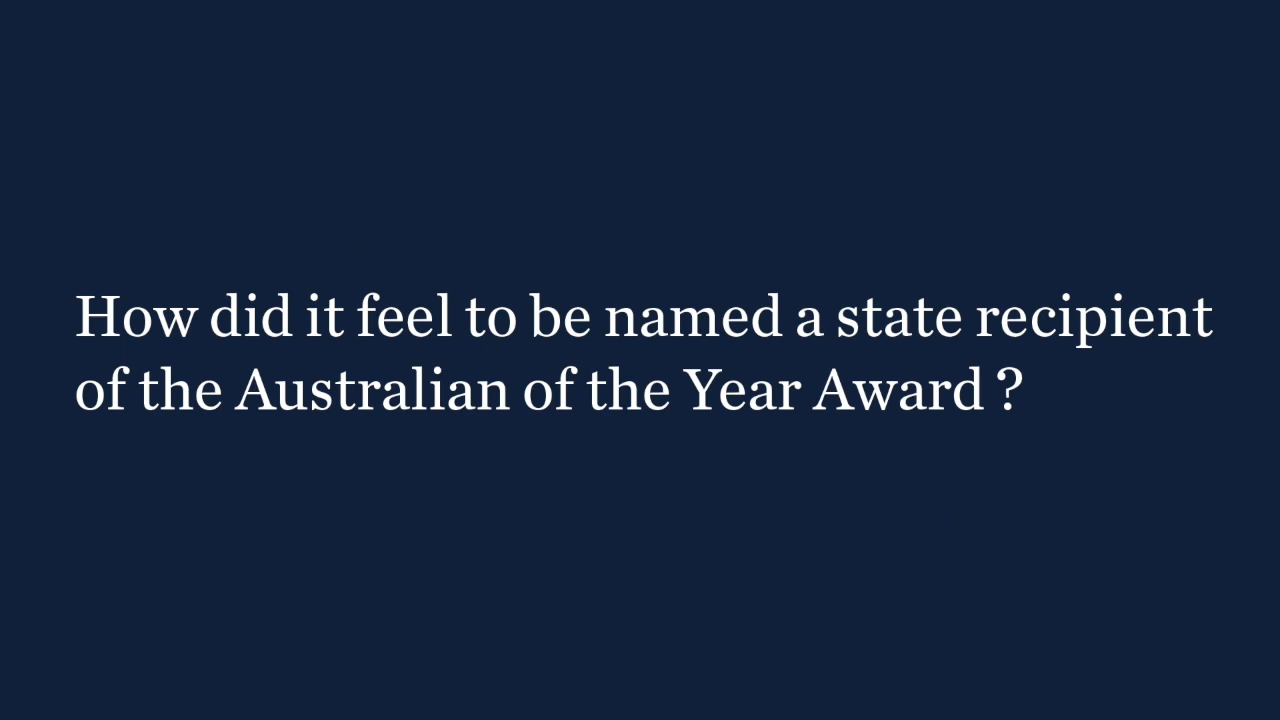 How did it feel to be named a state recipient
of the Australian of the Year Award ?